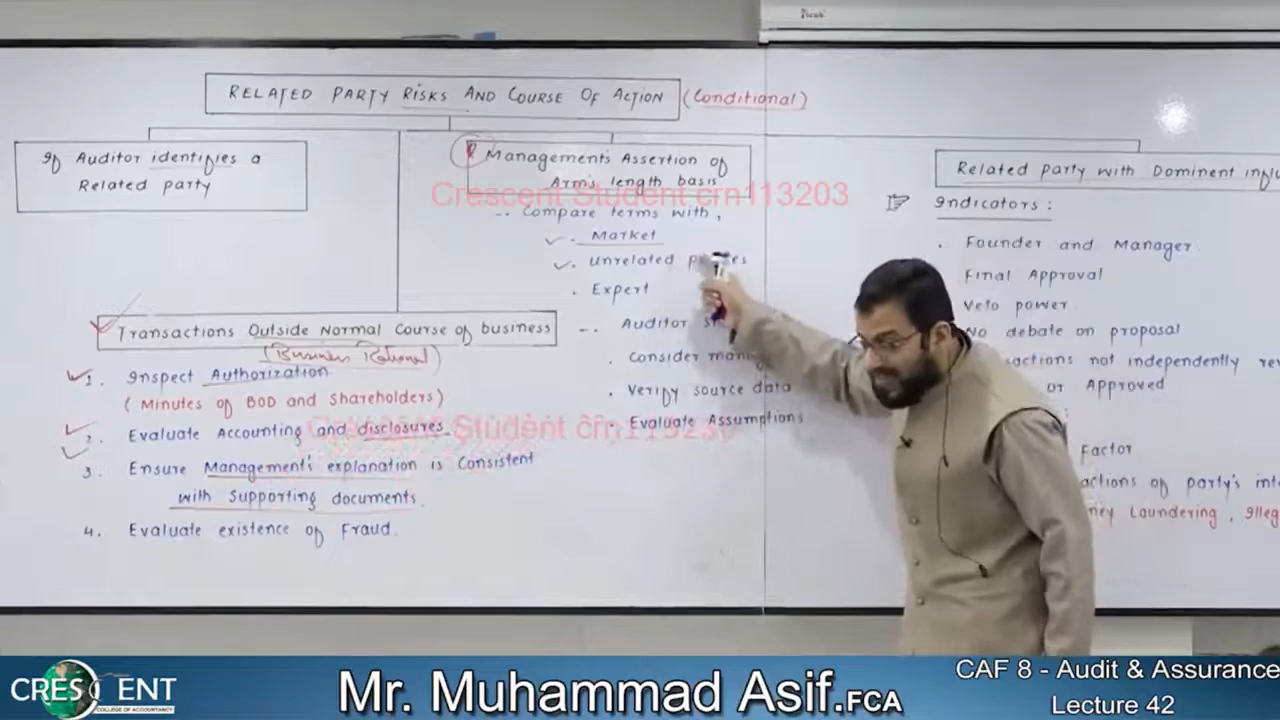 RELATED PARTY RISKS AND COURSE OF ACTION (Conditional)
If Auditor identifies a
Related party
Transactions Outside Normal Course of business
(Business Rational)
1. Inspect Authorization
(Minutes of BOD and Shareholders)
2. Evaluate Accounting and disclosures.
3. Ensure Management's explanation is Consistent
with Supporting documents.
4. Evaluate existence of Fraud.
Management's Assertion of
Arm's length basis
Crescent Student crn113203
-. Compare terms with,
. Market
. Unrelated
. Expert
-. Auditor
. Consider
. Verify source data
. Evaluate Assumptions
Student
Related party with Dominent
Indicators :
. Founder and Manager
Final Approval
Veto power.
No debate on proposal
not independently
or Approved
Factor
of party's
Laundering,
CRESCENT
COLLEGE OF ACCOUNTANCY
Mr. Muhammad Asif.FCA
CAF 8 - Audit & Assurance
Lecture 42